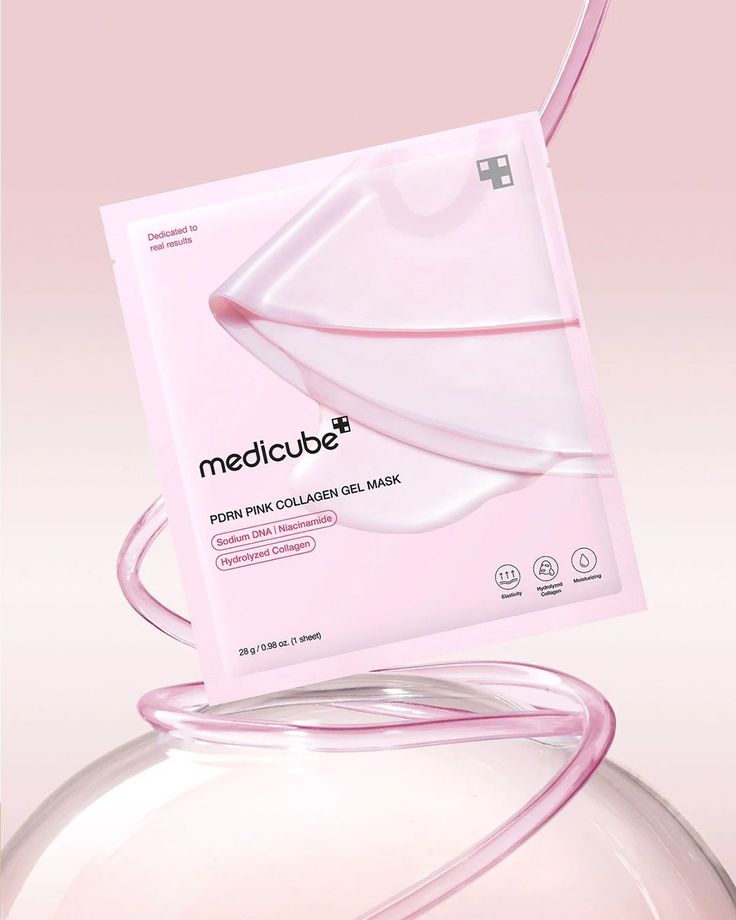 Dedicated to
real results
medicube
PDRN PINK COLLAGEN GEL MASK
Sodium DNA | Niacinamide
Hydrolyzed Collagen
Elasticity
Hydrolyzed
Collagen
Moisturizing
28 g / 0.98 oz. (1 sheet)